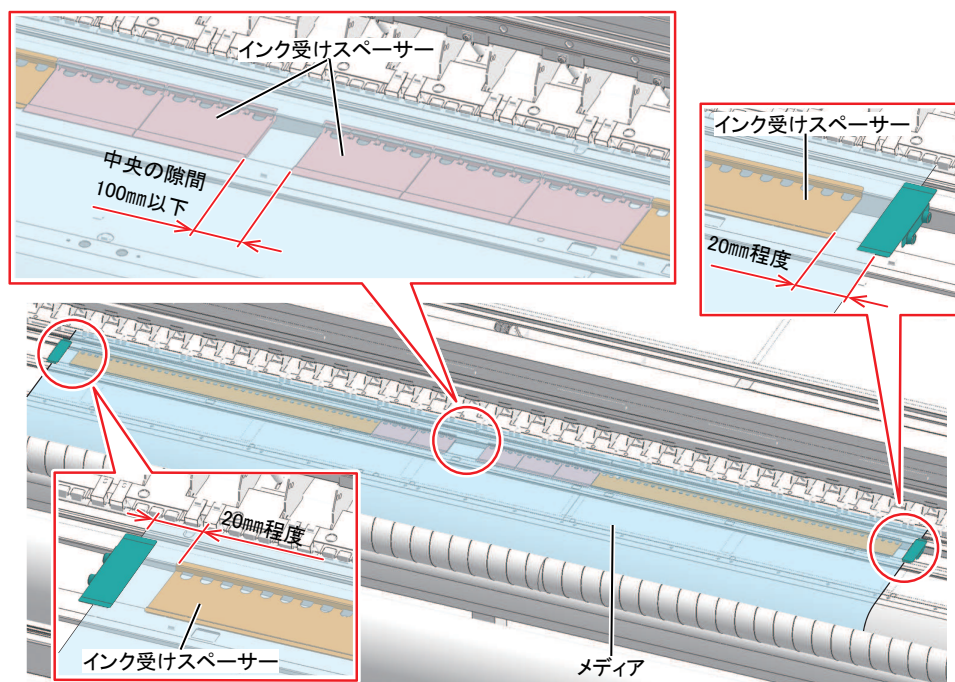 インク受けスペーサー
中央の隙間
100mm以下
インク受けスペーサー
20mm程度
20mm程度
インク受けスペーサー
メディア